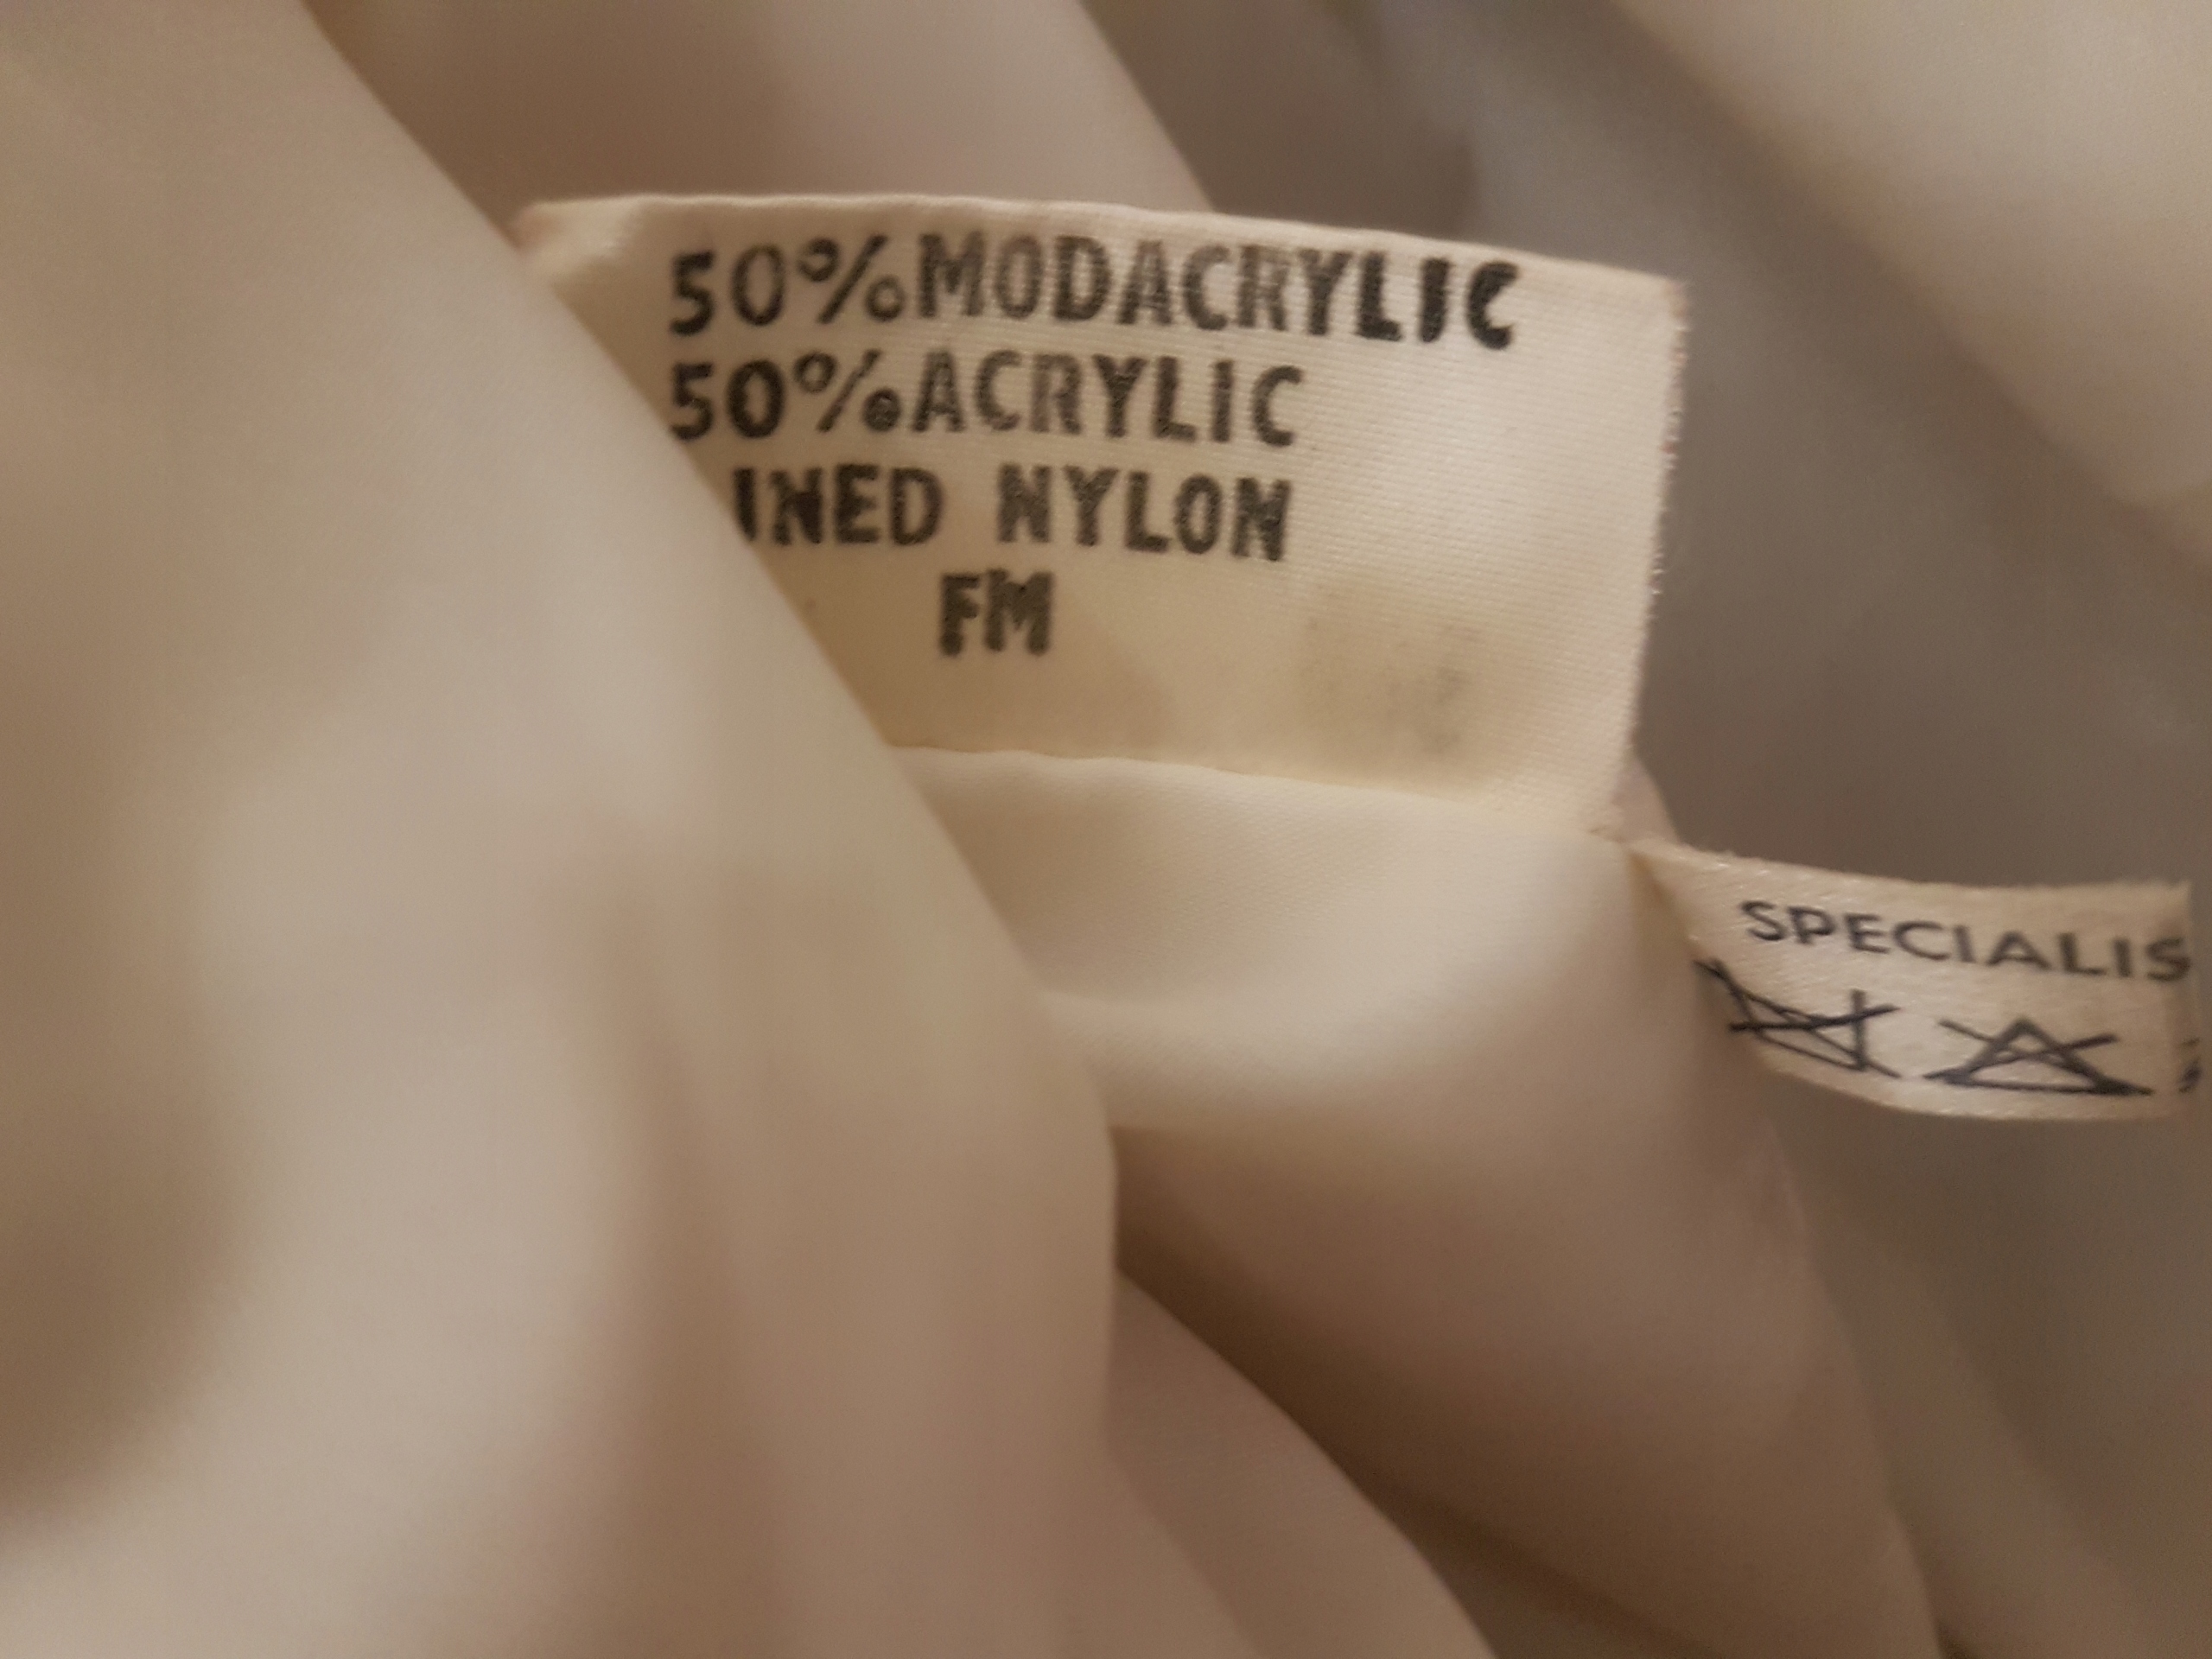 50%MODACRYLIC
50%ACRYLIC
INED NYLON
FM
SPECIALIS